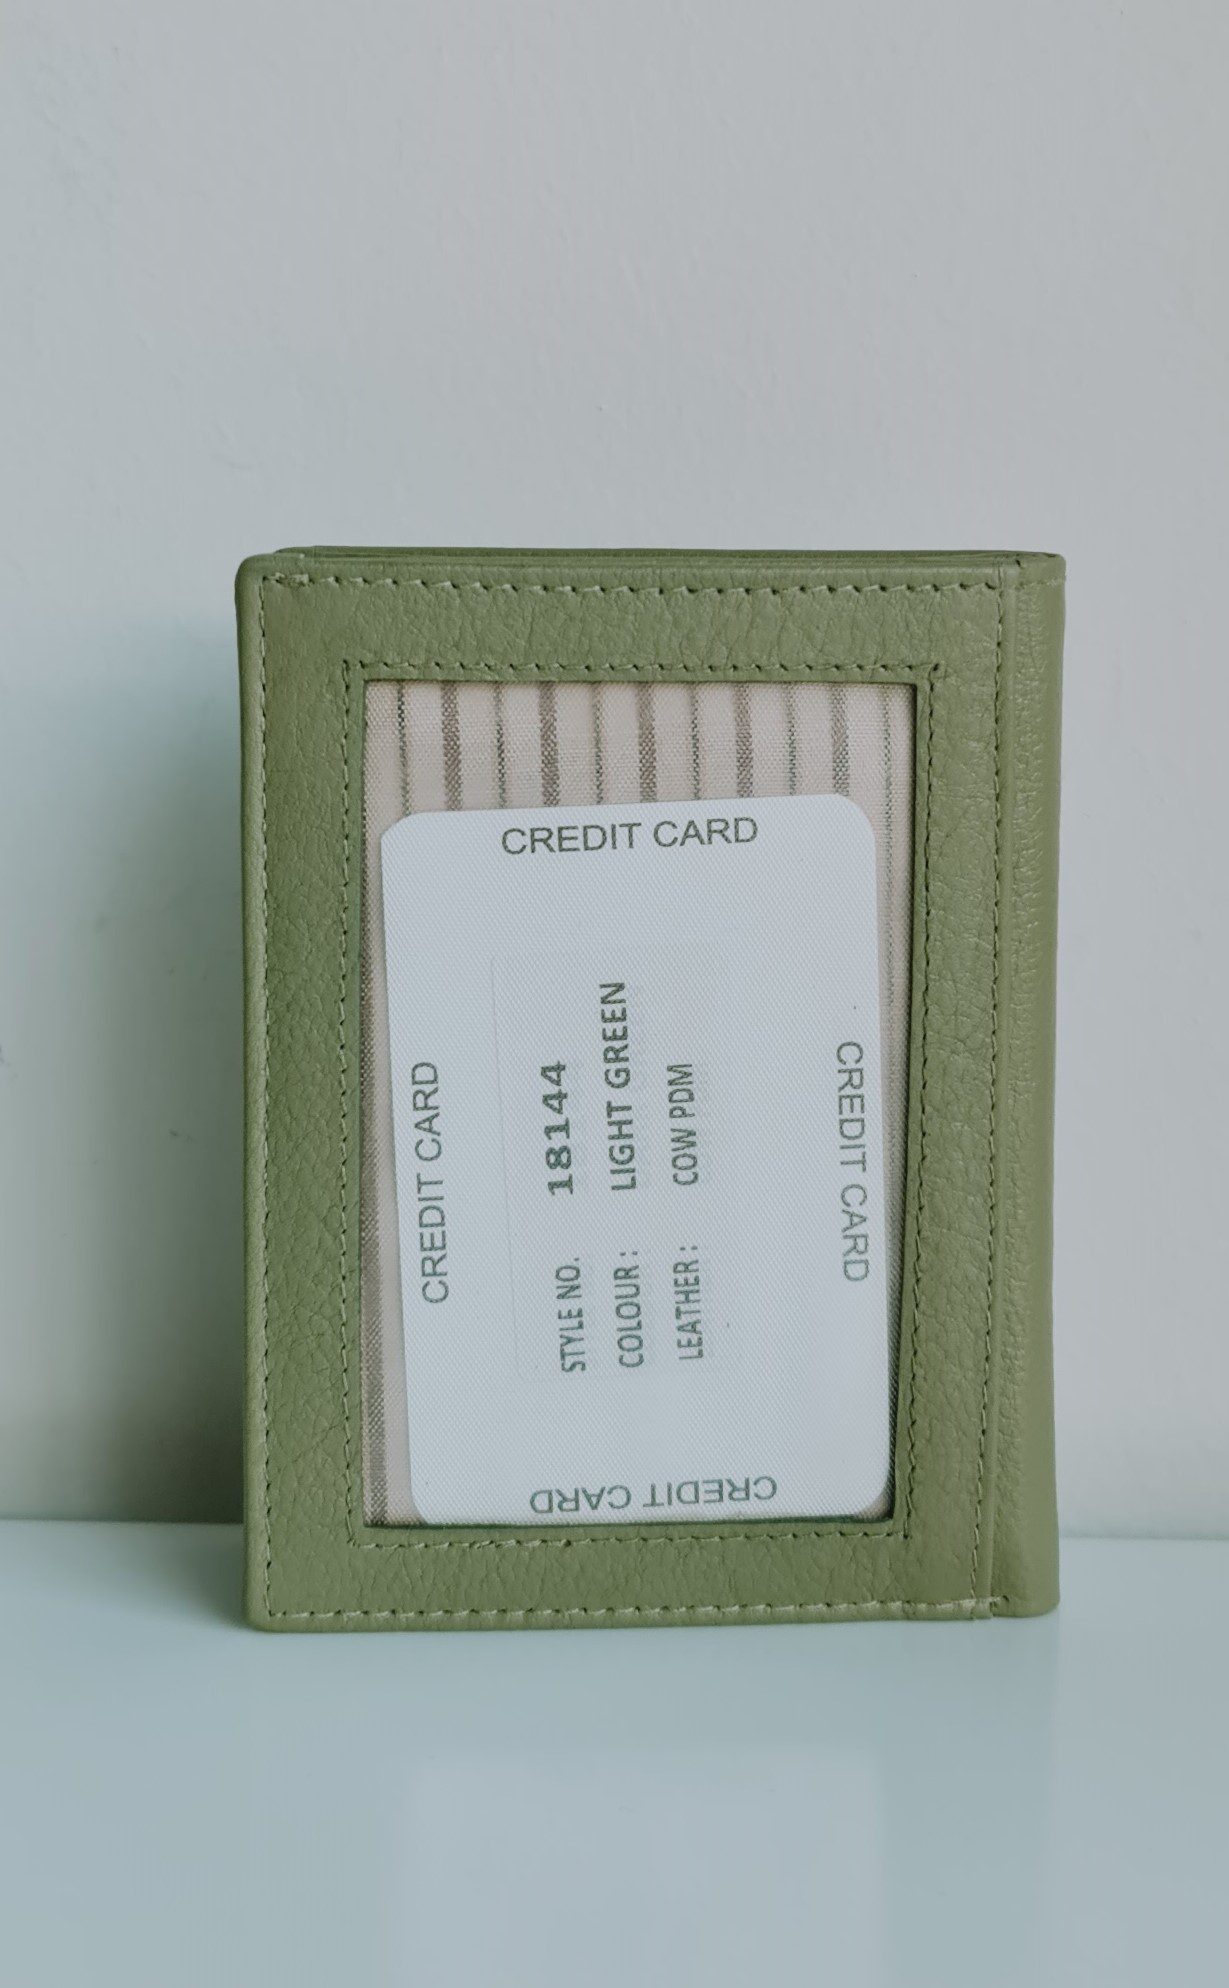 CREDIT CARD
CREDIT CARD
STYLE NO. 18144
COLOUR : LIGHT GREEN
LEATHER : COW PDM
CREDIT CARD
CREDIT CARD